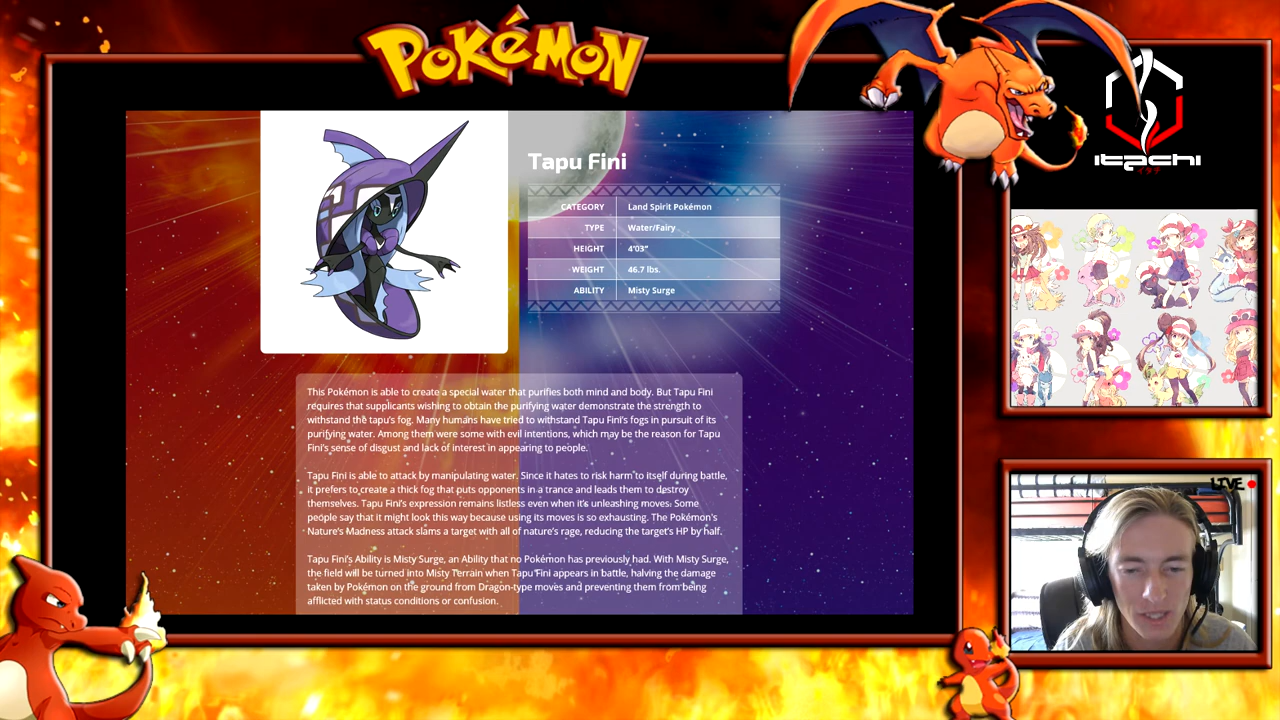 POKéMON
ITACHI
イタチ
Tapu Fini
CATEGORY Land Spirit Pokémon
TYPE Water/Fairy
HEIGHT 4'03"
WEIGHT 46.7 lbs.
ABILITY Misty Surge
This Pokémon is able to create a special water that purifies both mind and body. But Tapu Fini
requires that supplicants wishing to obtain the purifying water demonstrate the strength to
withstand the tapu's fog. Many humans have tried to withstand Tapu Fini's fogs in pursuit of its
purifying water. Among them were some with evil intentions, which may be the reason for Tapu
Fini's sense of disgust and lack of interest in appearing to people.
Tapu Fini is able to attack by manipulating water. Since it hates to risk harm to itself during battle,
it prefers to create a thick fog that puts opponents in a trance and leads them to destroy
themselves. Tapu Fini's expression remains listless even when it's unleashing moves. Some
people say that it might look this way because using its moves is so exhausting. The Pokémon's
Nature's Madness attack slams a target with all of nature's rage, reducing the target's HP by half.
Tapu Fini's Ability is Misty Surge, an Ability that no Pokémon has previously had. With Misty Surge,
the field will be turned into Misty Terrain when Tapu Fini appears in battle, halving the damage
taken by Pokémon on the ground from Dragon-type moves and preventing them from being
afflicted with status conditions or confusion.
LIVE